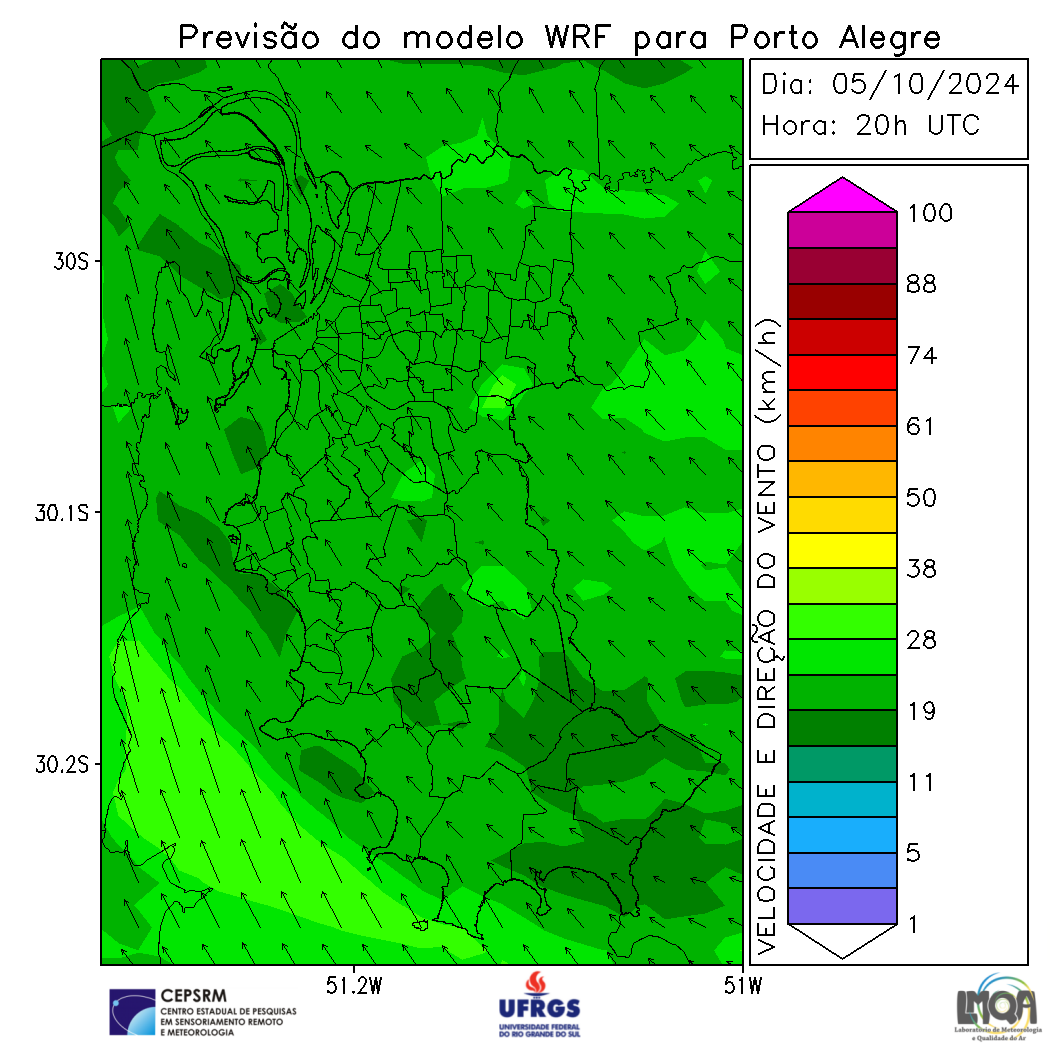 Previsão do modelo WRF para Porto Alegre
Dia: 05/10/2024
Hora: 20h UTC
30S
30.1S
30.2S
51.2W
51W
VELOCIDADE E DIREÇÃO DO VENTO (km/h)
100
88
74
61
50
38
28
19
11
5
1
CEPSRM
CENTRO ESTADUAL DE PESQUISAS
EM SENSORIAMENTO REMOTO
E METEOROLOGIA
UFRGS
UNIVERSIDADE FEDERAL
DO RIO GRANDE DO SUL
LMQA
Laboratório de Meteorologia
e Qualidade do Ar